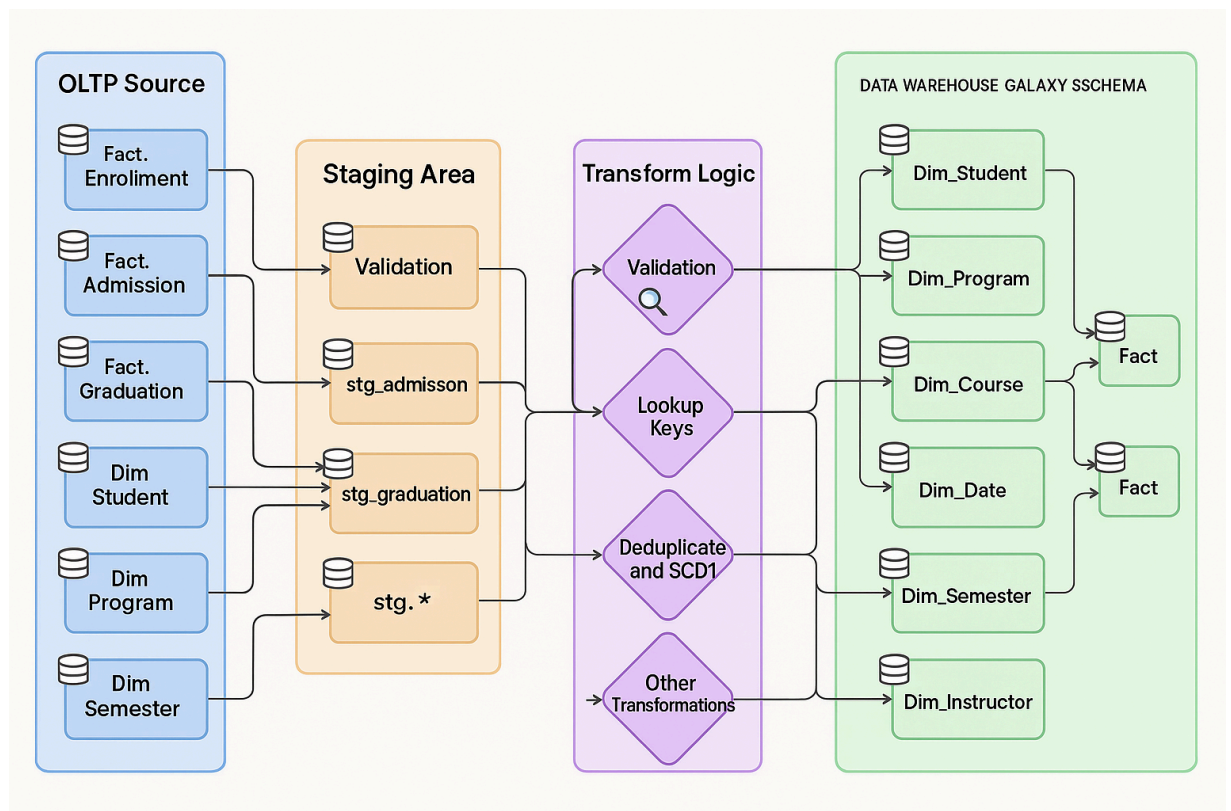 OLTP Source
Fact.
Enroliment
Fact.
Admission
Fact.
Graduation
Dim
Student
Dim
Program
Dim
Semester
Staging Area
Validation
stg_admisson
stg_graduation
stg.*
Transform Logic
Validation
Lookup
Keys
Deduplicate
and SCD1
Other
Transformations
DATA WAREHOUSE GALAXY SSCHEMA
Dim_Student
Dim_Program
Dim_Course
Dim_Date
Dim_Semester
Dim_Instructor
Fact
Fact